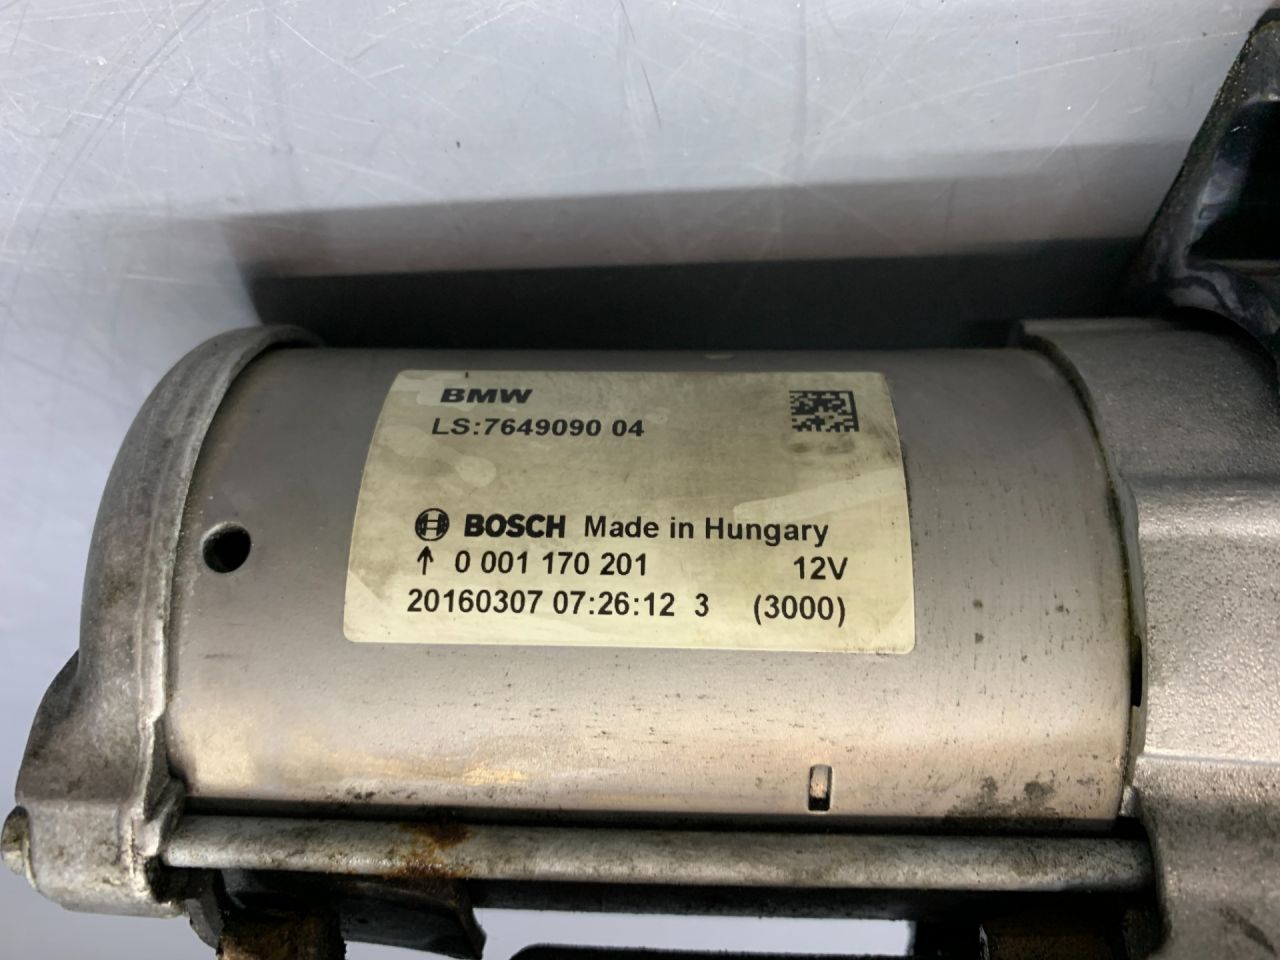 BMW
LS:7649090 04
BOSCH Made in Hungary
↑ 0 001 170 201 12V
20160307 07:26:12 3 (3000)